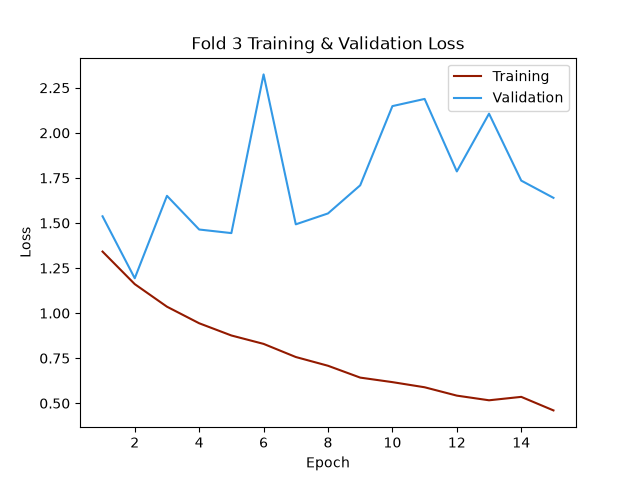 Fold 3 Training & Validation Loss
Training
Validation
2.25
2.00
1.75
1.50
1.25
1.00
0.75
0.50
Loss
2 4 6 8 10 12 14
Epoch